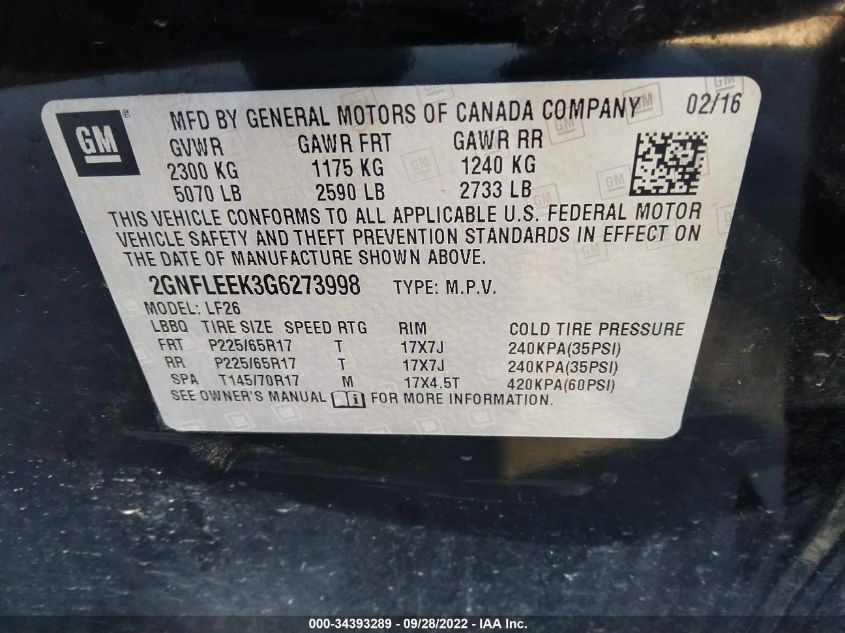 GM ®
MFD BY GENERAL MOTORS OF CANADA COMPANY 02/16
GVWR GAWR FRT GAWR RR
2300 KG 1175 KG 1240 KG
5070 LB 2590 LB 2733 LB
THIS VEHICLE CONFORMS TO ALL APPLICABLE U.S. FEDERAL MOTOR
VEHICLE SAFETY AND THEFT PREVENTION STANDARDS IN EFFECT ON
THE DATE OF MANUFACTURE SHOWN ABOVE.
2GNFLEEK3G6273998 TYPE: M.P.V.
MODEL: LF26
LBBQ TIRE SIZE SPEED RTG RIM COLD TIRE PRESSURE
FRT P225/65R17 T 17X7J 240KPA(35PSI)
RR P225/65R17 T 17X7J 240KPA(35PSI)
SPA T145/70R17 M 17X4.5T 420KPA(60PSI)
SEE OWNER'S MANUAL i FOR MORE INFORMATION.
000-34393289 - 09/28/2022 - IAA Inc.